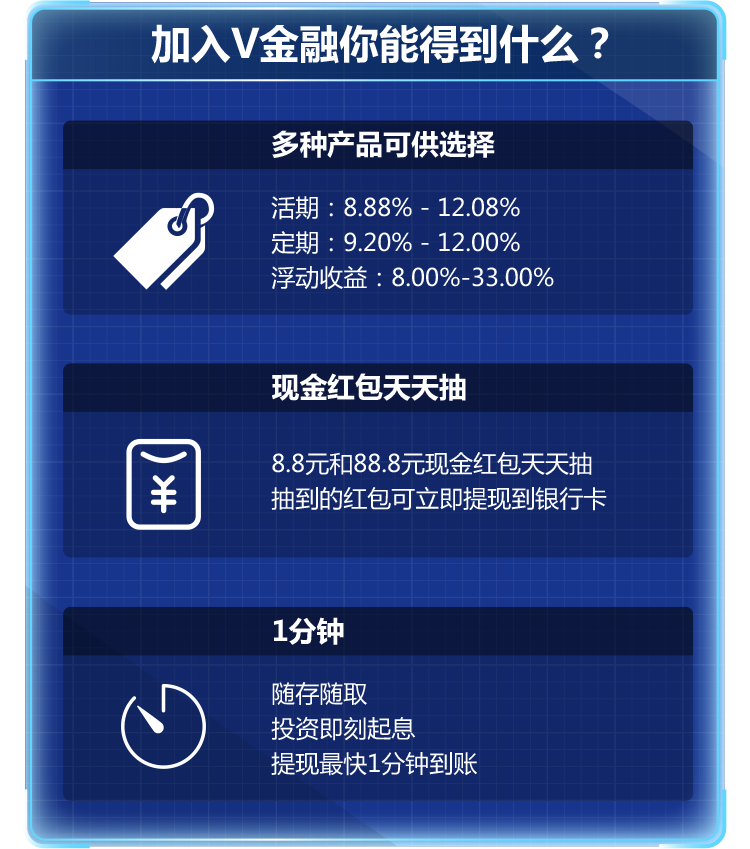 加入V金融你能得到什么？
多种产品可供选择
活期：8.88% - 12.08%
定期：9.20% - 12.00%
浮动收益：8.00%-33.00%
现金红包天天抽
8.8元和88.8元现金红包天天抽
抽到的红包可立即提现到银行卡
1分钟
随存随取
投资即刻起息
提现最快1分钟到账